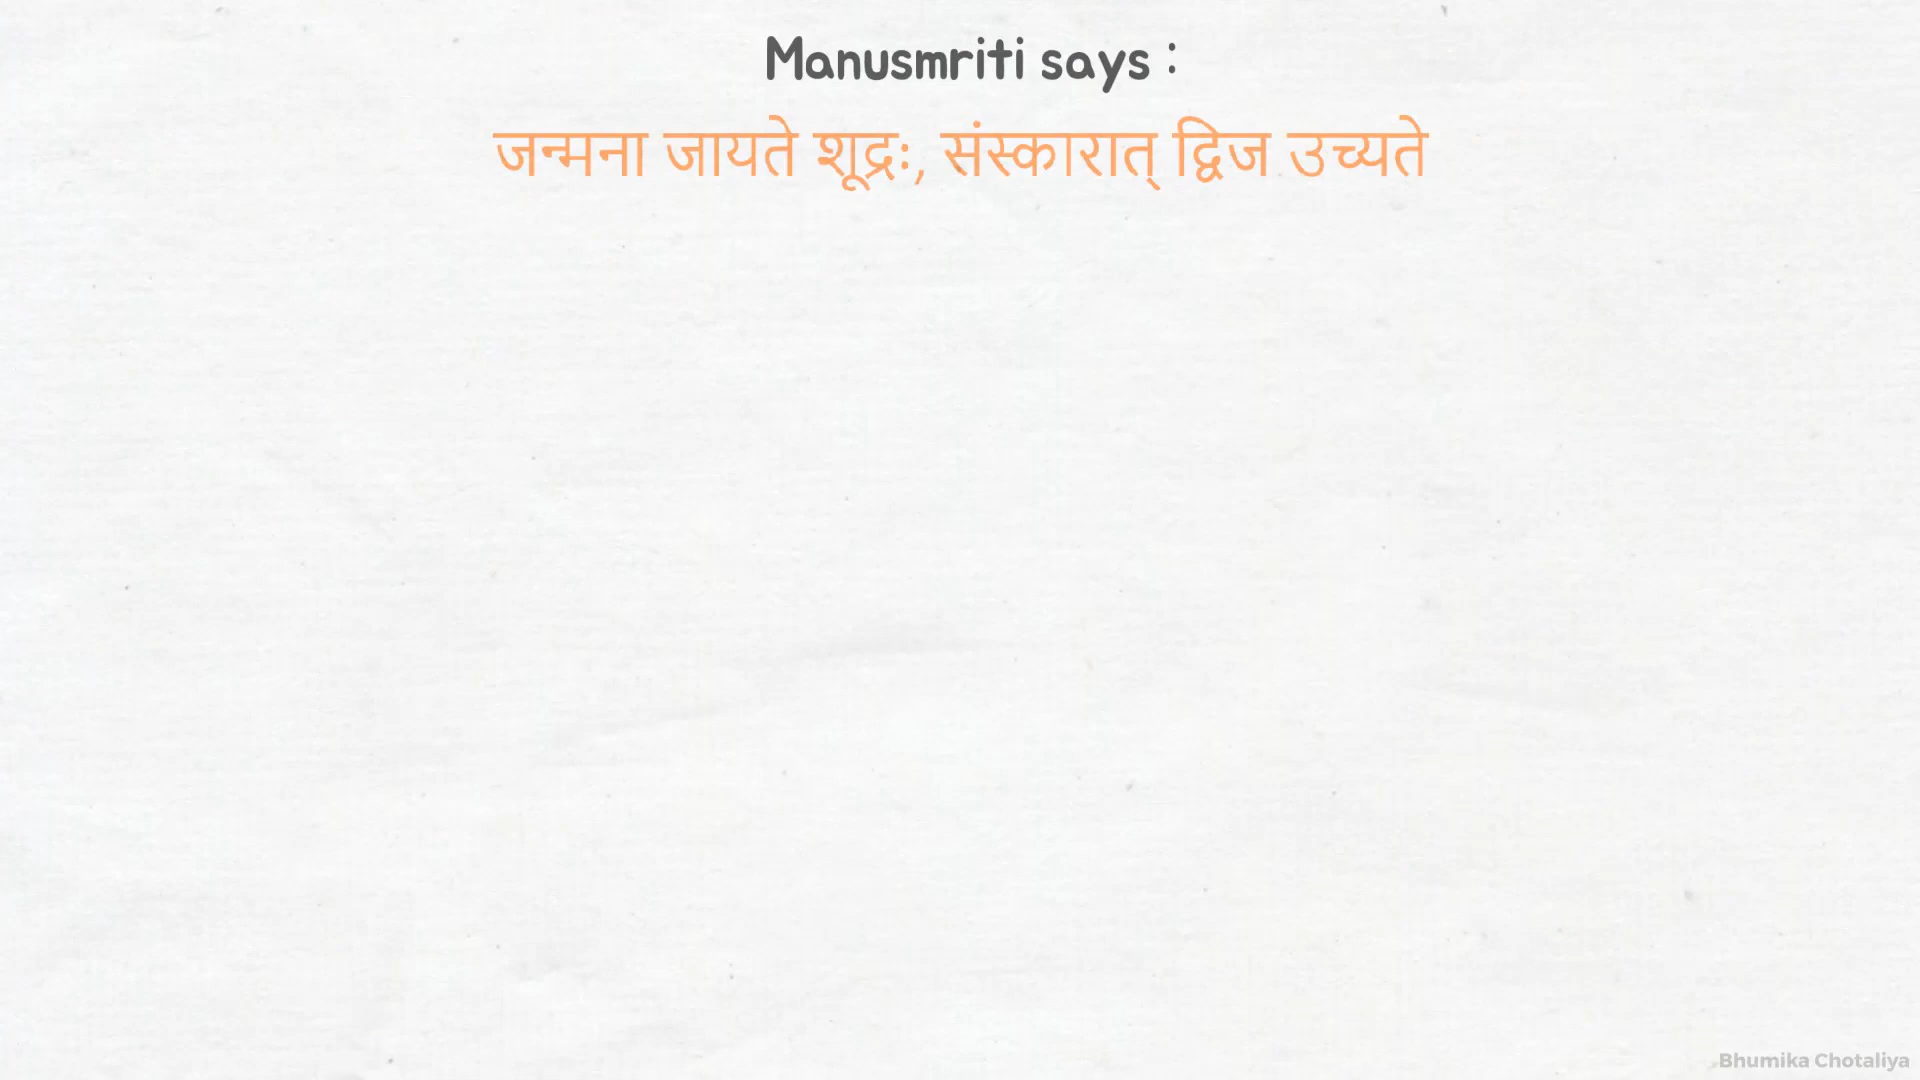 Manusmriti says :
जन्मना जायते शूद्रः, संस्कारात् द्विज उच्यते
Bhumika Chotaliya